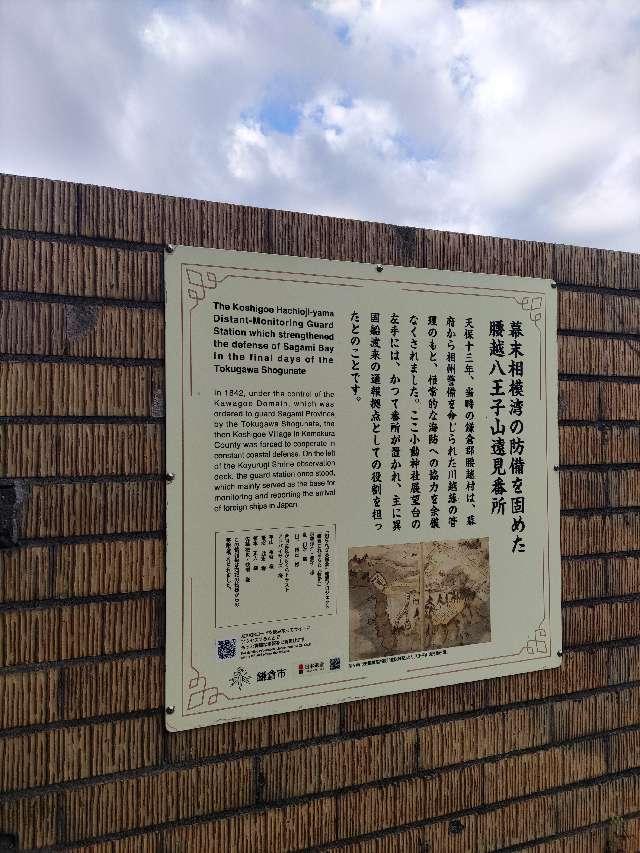 The Koshigoe Hachioji-yama
Distant-Monitoring Guard
Station which strengthened
the defense of Sagami Bay
in the final days of the
Tokugawa Shogunate
In 1842, under the control of the
Kawagoe Domain, which was
ordered to guard Sagami Province
by the Tokugawa Shogunate, the
then Koshigoe Village in Kamakura
County was forced to cooperate in
constant coastal defense. On the left
of the Koyurugi Shrine observation
deck, the guard station once stood,
which mainly served as the base for
monitoring and reporting the arrival
of foreign ships in Japan.
幕末相模湾の防備を固めた
腰越八王子山遠見番所
天保十三年、当時の鎌倉郡腰越村は、幕
府から相州警備を命じられた川越藩の管
理のもと、恒常的な海防への協力を余儀
なくされました。ここ小動神社展望台の
左手には、かつて番所が置かれ、主に異
国船渡来の通報拠点としての役割を担っ
たとのことです。
鎌倉市